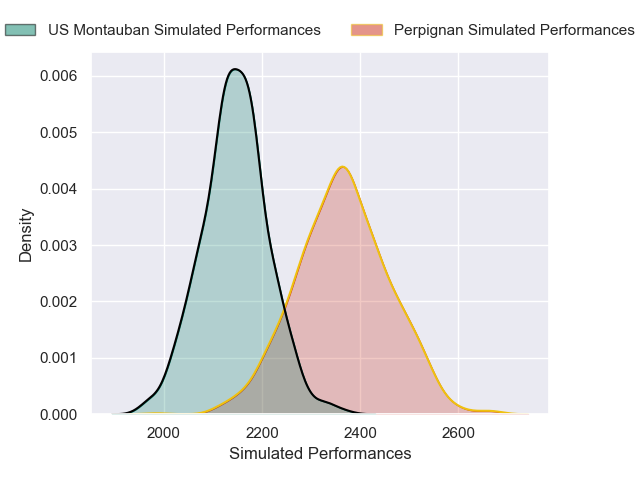 US Montauban Simulated Performances Perpignan Simulated Performances
0.006
0.005
0.004
0.003
0.002
0.001
0.000
Density
2000 2200 2400 2600
Simulated Performances